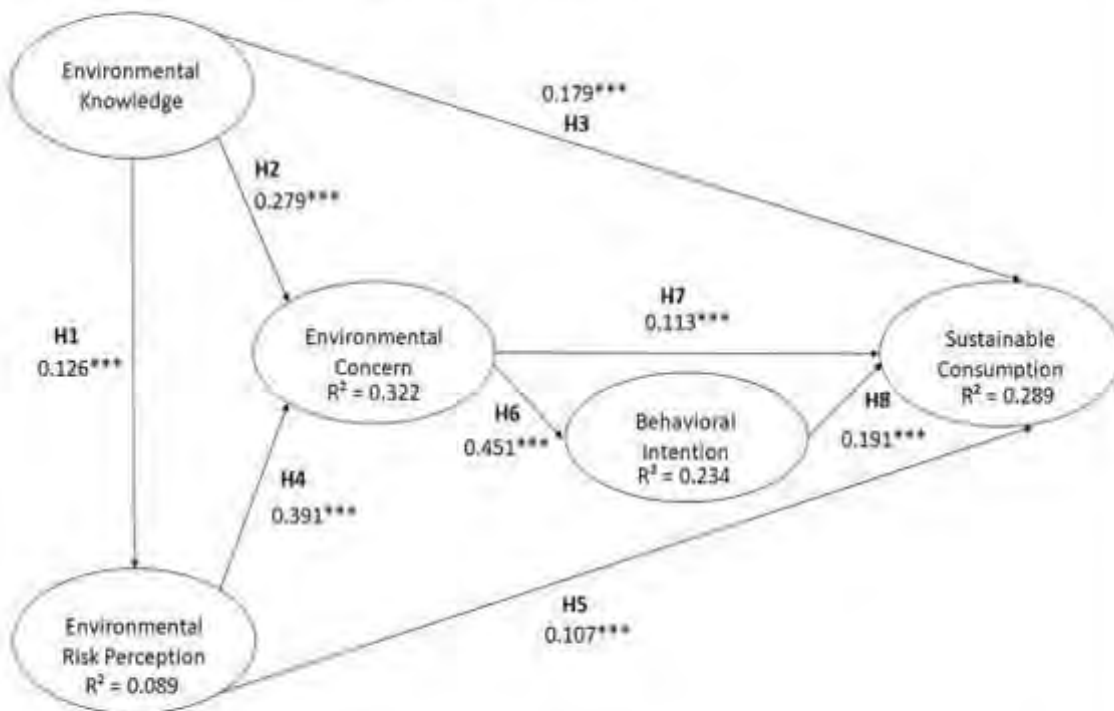 Environmental
Knowledge
0.179***
H3
H2
0.279***
H1
0.126***
Environmental
Concern
R² = 0.322
H7
0.113***
Sustainable
Consumption
R² = 0.289
H6
0.451***
Behavioral
Intention
R² = 0.234
H8
0.191***
H4
0.391***
Environmental
Risk Perception
R² = 0.089
H5
0.107***